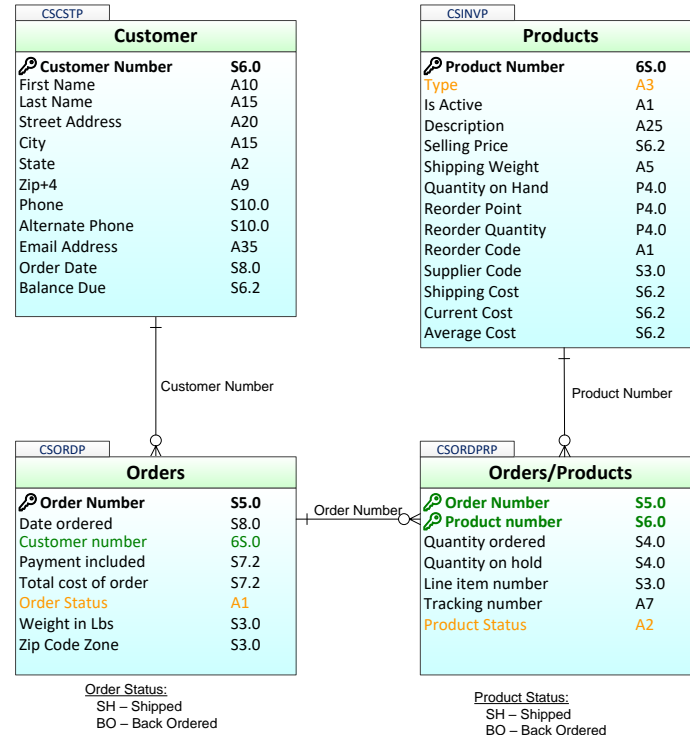 CSCSTP
Customer
Customer Number S6.0
First Name A10
Last Name A15
Street Address A20
City A15
State A2
Zip+4 A9
Phone S10.0
Alternate Phone S10.0
Email Address A35
Order Date S8.0
Balance Due S6.2
CSINVP
Products
Product Number 6S.0
Type A3
Is Active A1
Description A25
Selling Price S6.2
Shipping Weight A5
Quantity on Hand P4.0
Reorder Point P4.0
Reorder Quantity P4.0
Reorder Code A1
Supplier Code S3.0
Shipping Cost S6.2
Current Cost S6.2
Average Cost S6.2
Customer Number
Product Number
CSORDP
Orders
Order Number S5.0
Date ordered S8.0
Customer number 6S.0
Payment included S7.2
Total cost of order S7.2
Order Status A1
Weight in Lbs S3.0
Zip Code Zone S3.0
Order Number
CSORDPRP
Orders/Products
Order Number S5.0
Product number S6.0
Quantity ordered S4.0
Quantity on hold S4.0
Line item number S3.0
Tracking number A7
Product Status A2
Order Status:
SH – Shipped
BO – Back Ordered
Product Status:
SH – Shipped
BO – Back Ordered